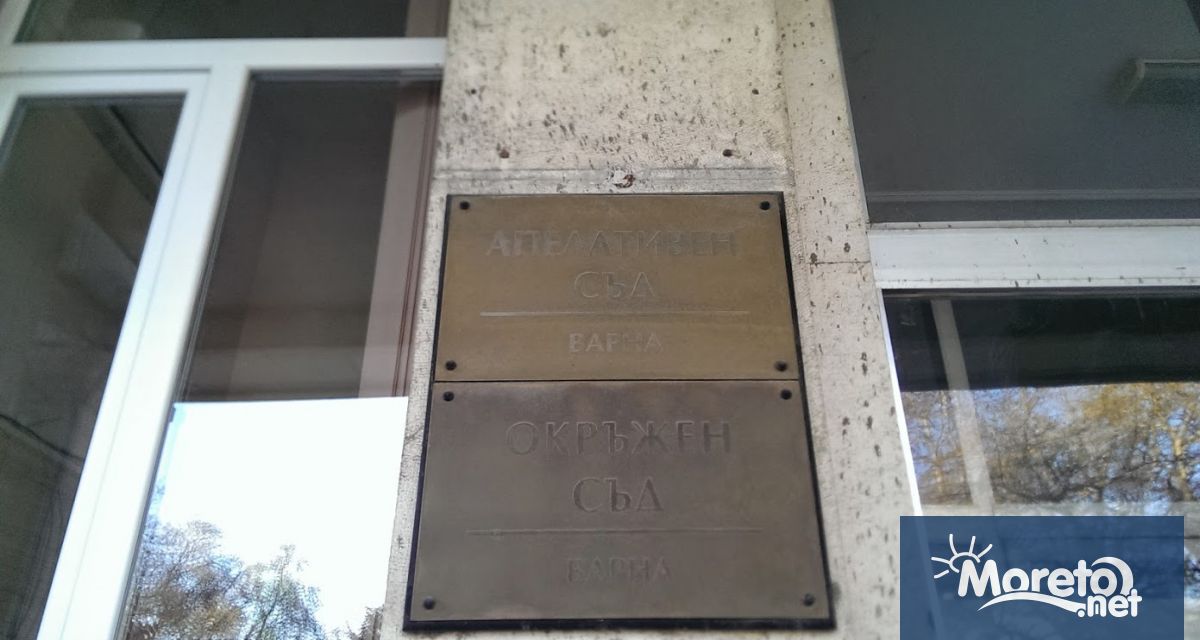 АПЕЛАТИВЕН
СЪД
ВАРНА
ОКРЪЖЕН
СЪД
ВАРНА
Moreto
.net